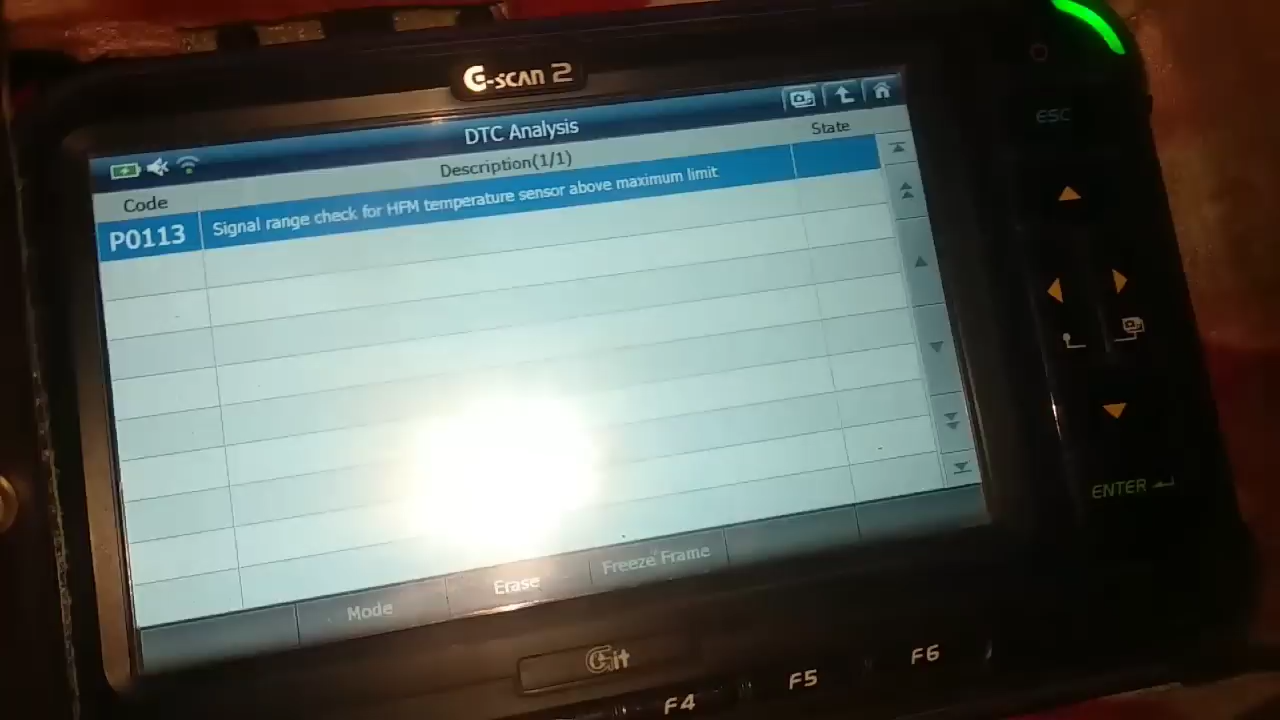 G-SCAN 2
DTC Analysis
Code
Description(1/1)
State
P0113
Signal range check for HFM temperature sensor above maximum limit
Mode
Erase
Freeze Frame
Git
F4
F5
F6
ESC
ENTER